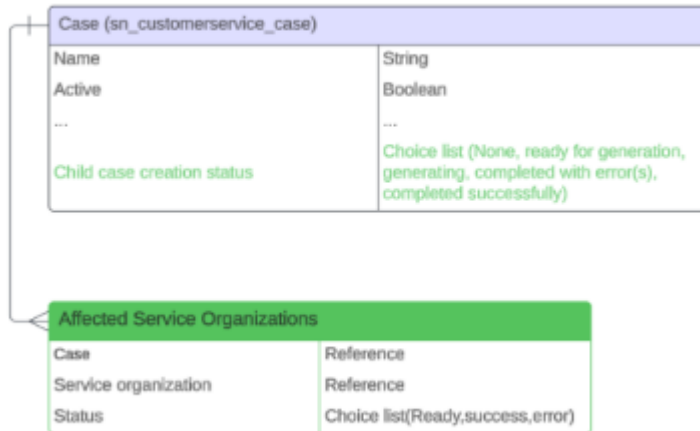 Case (sn_customerservice_case)
Name String
Active Boolean
... ...
Child case creation status
Choice list (None, ready for generation,
generating, completed with error(s),
completed successfully)
Affected Service Organizations
Case Reference
Service organization Reference
Status Choice list(Ready,success,error)